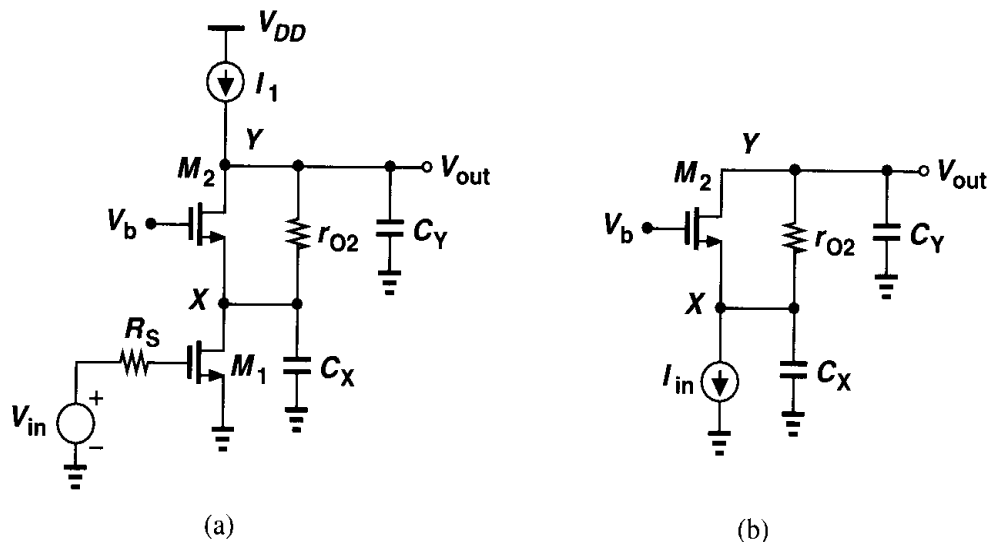 V_DD
I_1
Y
M_2
V_out
V_b
r_O2
C_Y
X
R_S
M_1
C_X
V_in
+
−
(a)
Y
M_2
V_out
V_b
r_O2
C_Y
X
I_in
C_X
(b)